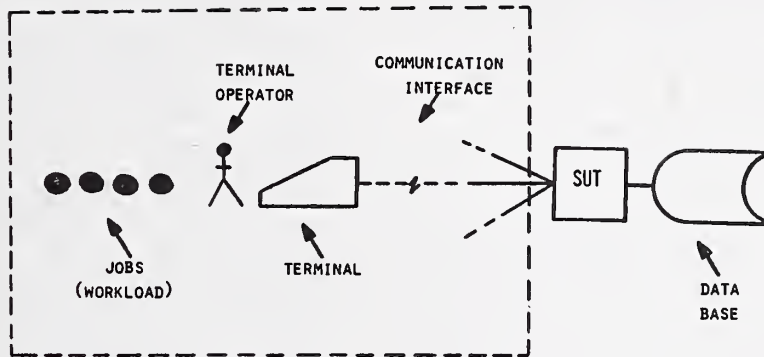 TERMINAL
OPERATOR
COMMUNICATION
INTERFACE
SUT
JOBS
(WORKLOAD)
TERMINAL
DATA
BASE